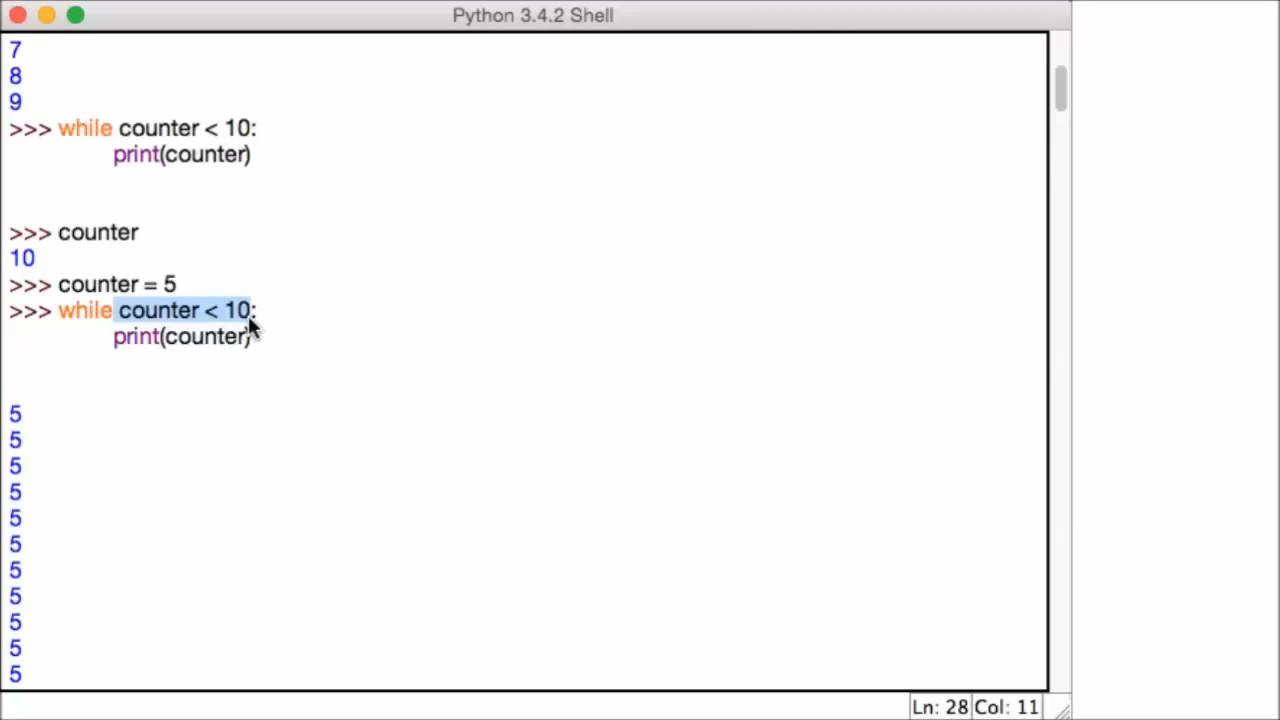 Python 3.4.2 Shell
7
8
9
>>> while counter < 10:
print(counter)
>>> counter
10
>>> counter = 5
>>> while counter < 10:
print(counter)
5
5
5
5
5
5
5
5
5
5
5
Ln: 28 Col: 11